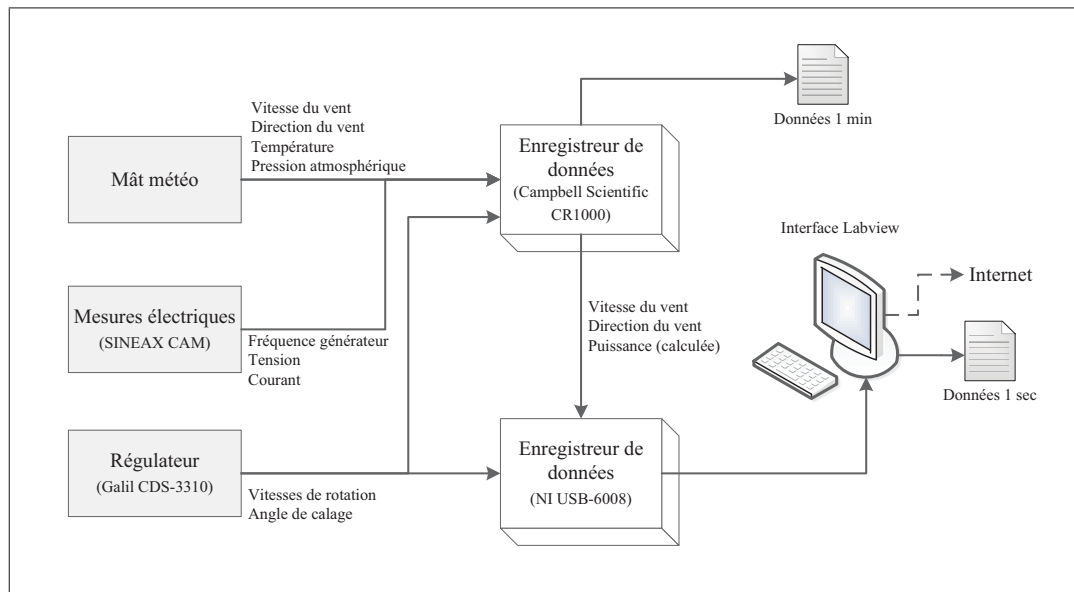 Vitesse du vent
Direction du vent
Température
Pression atmosphérique
Mât météo
Enregistreur de
données
(Campbell Scientific
CR1000)
Données 1 min
Mesures électriques
(SINEAX CAM)
Fréquence générateur
Tension
Courant
Vitesse du vent
Direction du vent
Puissance (calculée)
Interface Labview
Internet
Données 1 sec
Régulateur
(Galil CDS-3310)
Vitesses de rotation
Angle de calage
Enregistreur de
données
(NI USB-6008)